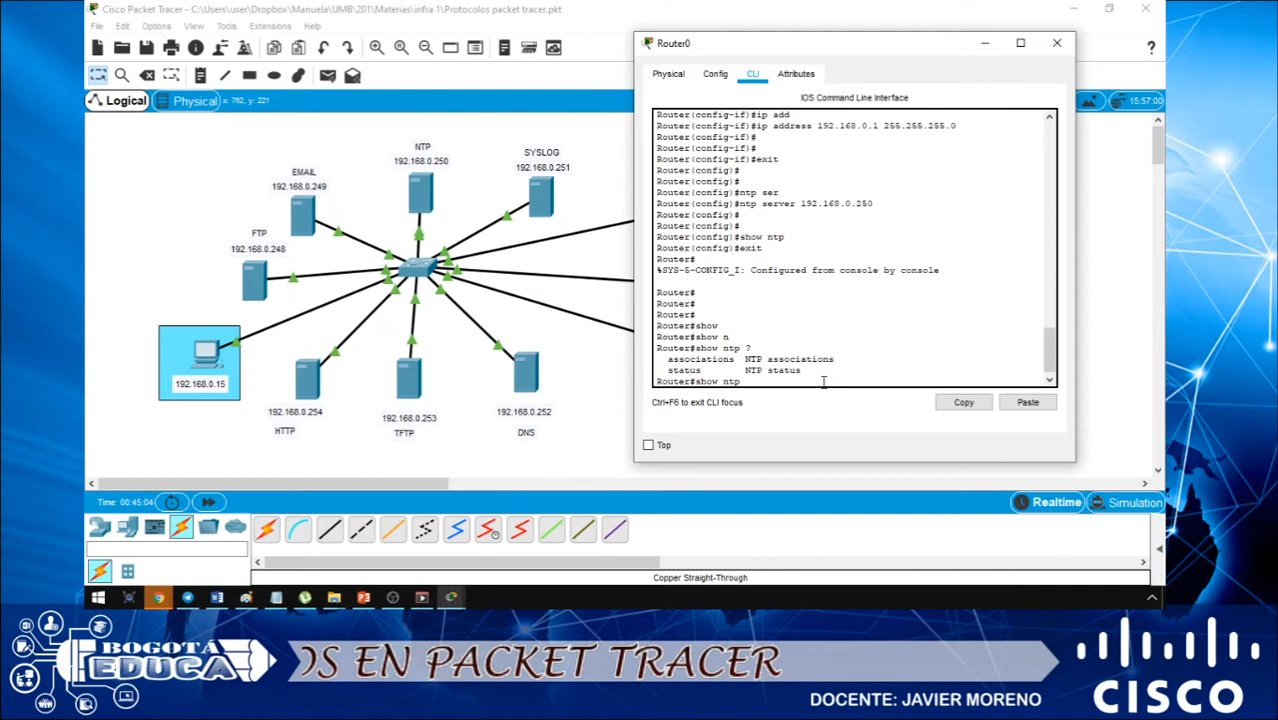 Cisco Packet Tracer - C:\Users\user\Dropbox\Manuela\UMB\201\Materias\infra 1\Protocolos packet tracer.pkt
File Edit Options View Tools Extensions Help
Logical
Physical
x: 762, y: 221
15:57:00
NTP
192.168.0.250
SYSLOG
192.168.0.251
EMAIL
192.168.0.249
FTP
192.168.0.248
192.168.0.15
192.168.0.254
HTTP
192.168.0.253
TFTP
192.168.0.252
DNS
Router0
Physical Config CLI Attributes
IOS Command Line Interface
Router(config-if)#ip add
Router(config-if)#ip address 192.168.0.1 255.255.255.0
Router(config-if)#
Router(config-if)#
Router(config-if)#exit
Router(config)#
Router(config)#
Router(config)#ntp ser
Router(config)#ntp server 192.168.0.250
Router(config)#
Router(config)#
Router(config)#show ntp
Router(config)#exit
Router#
%SYS-5-CONFIG_I: Configured from console by console
Router#
Router#
Router#
Router#show
Router#show n
Router#show ntp ?
associations NTP associations
status NTP status
Router#show ntp
Ctrl+F6 to exit CLI focus
Copy
Paste
Top
Time: 00:45:04
Realtime
Simulation
Copper Straight-Through
BOGOTÁ
EDUCA
OS EN PACKET TRACER
DOCENTE: JAVIER MORENO
CISCO